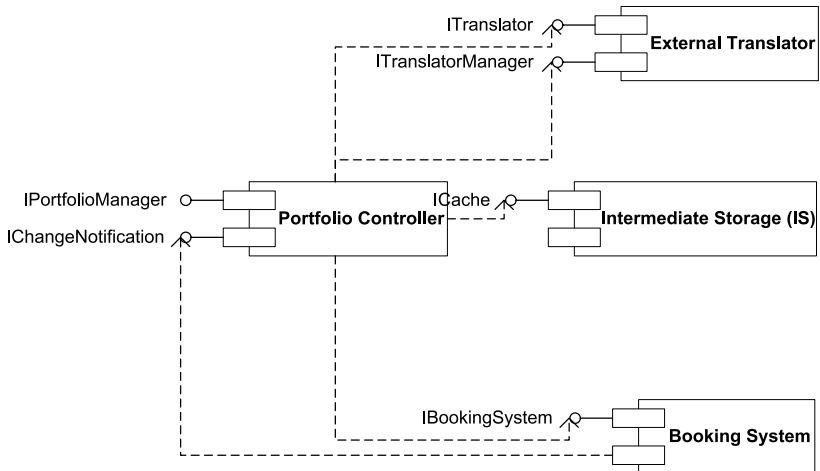 ITranslator
External Translator
ITranslatorManager
IPortfolioManager
ICache
Portfolio Controller
Intermediate Storage (IS)
IChangeNotification
IBookingSystem
Booking System